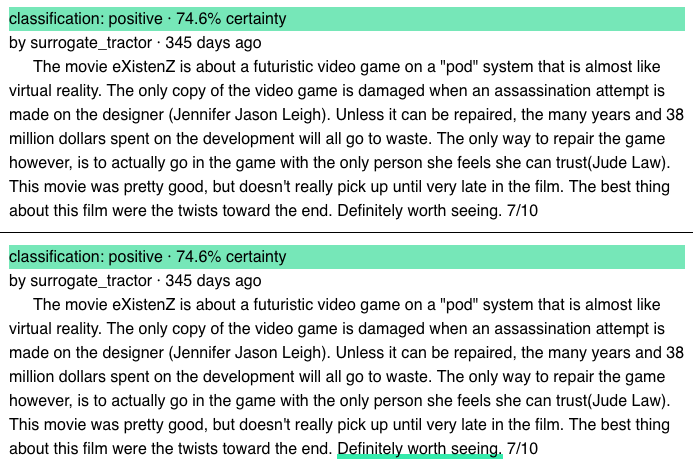 classification: positive · 74.6% certainty
by surrogate_tractor · 345 days ago
The movie eXistenZ is about a futuristic video game on a "pod" system that is almost like
virtual reality. The only copy of the video game is damaged when an assassination attempt is
made on the designer (Jennifer Jason Leigh). Unless it can be repaired, the many years and 38
million dollars spent on the development will all go to waste. The only way to repair the game
however, is to actually go in the game with the only person she feels she can trust(Jude Law).
This movie was pretty good, but doesn't really pick up until very late in the film. The best thing
about this film were the twists toward the end. Definitely worth seeing. 7/10
classification: positive · 74.6% certainty
by surrogate_tractor · 345 days ago
The movie eXistenZ is about a futuristic video game on a "pod" system that is almost like
virtual reality. The only copy of the video game is damaged when an assassination attempt is
made on the designer (Jennifer Jason Leigh). Unless it can be repaired, the many years and 38
million dollars spent on the development will all go to waste. The only way to repair the game
however, is to actually go in the game with the only person she feels she can trust(Jude Law).
This movie was pretty good, but doesn't really pick up until very late in the film. The best thing
about this film were the twists toward the end. Definitely worth seeing. 7/10